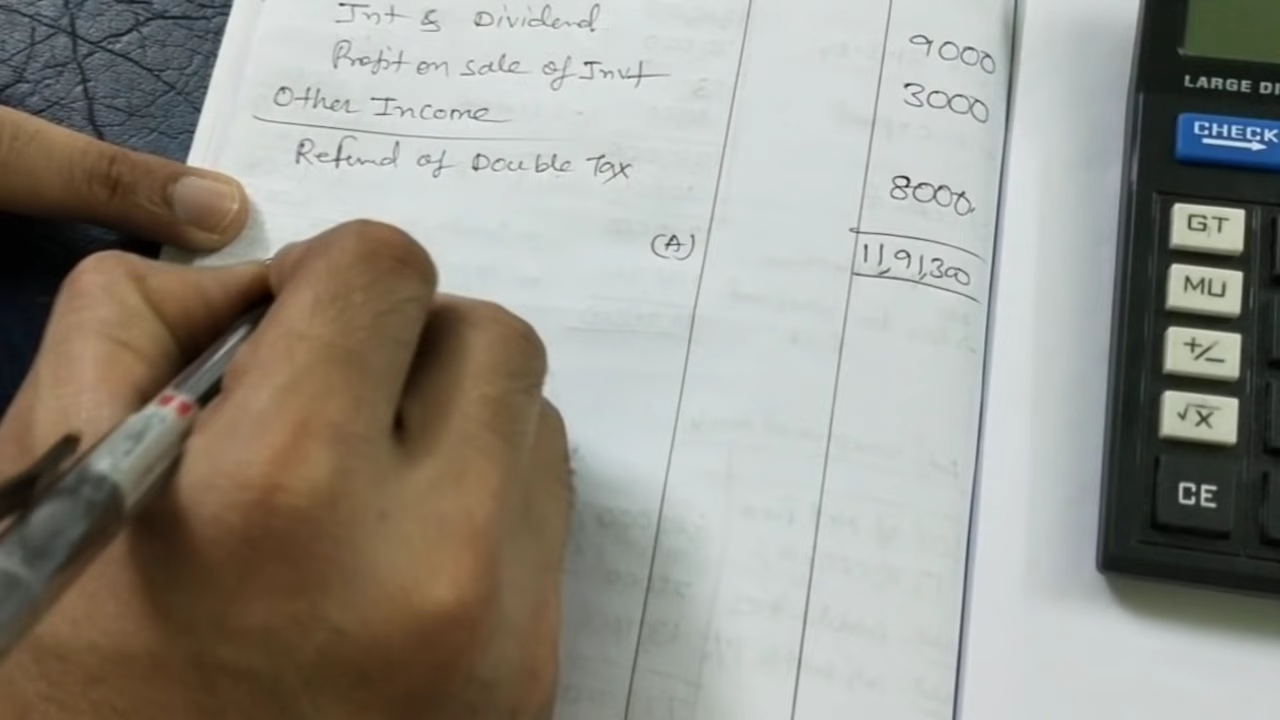 Int & Dividend 9000
Profit on sale of Invt 3000
Other Income
Refund of Double Tax 8000
(A) 11,91,300
LARGE DI
CHECK
GT
MU
+/-
√x
CE